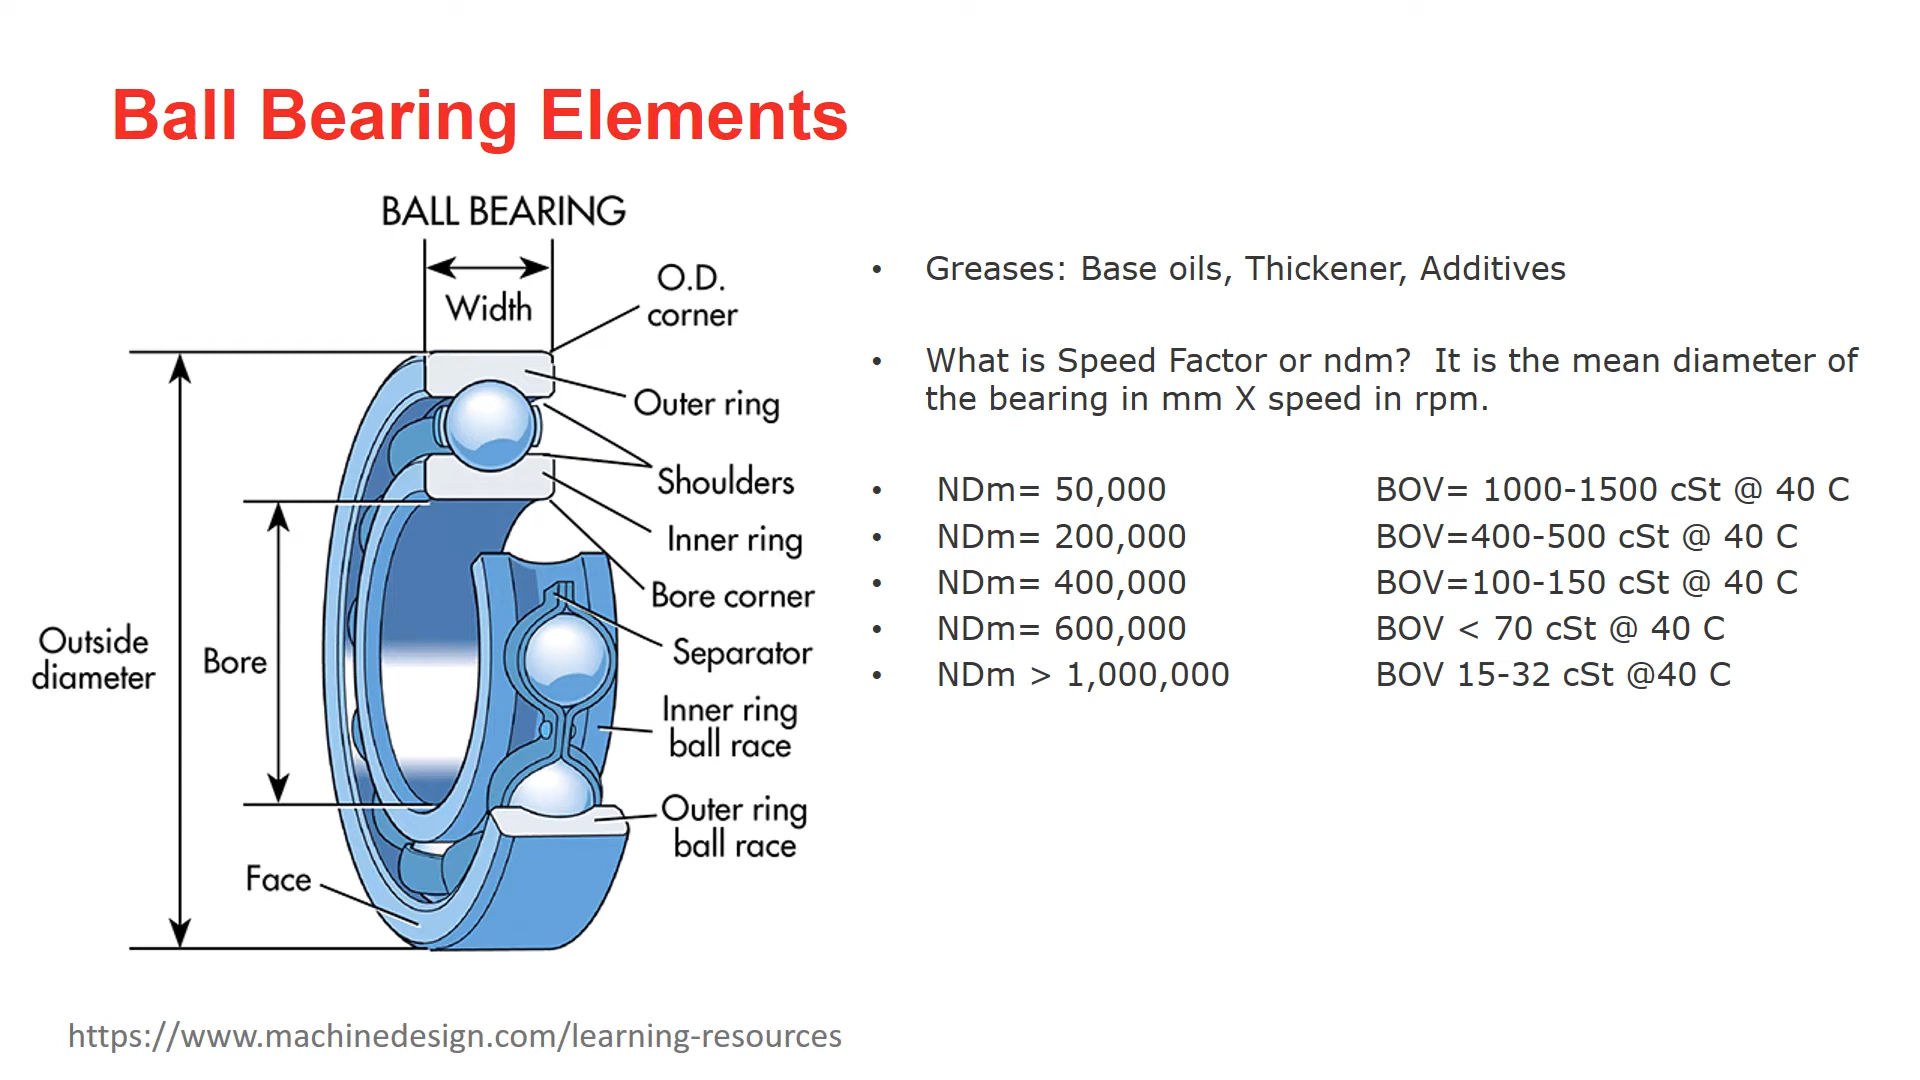 Ball Bearing Elements
BALL BEARING
Width
O.D.
corner
Outer ring
Shoulders
Inner ring
Bore corner
Separator
Inner ring
ball race
Outer ring
ball race
Outside
diameter
Bore
Face
• Greases: Base oils, Thickener, Additives
• What is Speed Factor or ndm?  It is the mean diameter of
the bearing in mm X speed in rpm.
• NDm= 50,000 BOV= 1000-1500 cSt @ 40 C
• NDm= 200,000 BOV=400-500 cSt @ 40 C
• NDm= 400,000 BOV=100-150 cSt @ 40 C
• NDm= 600,000 BOV < 70 cSt @ 40 C
• NDm > 1,000,000 BOV 15-32 cSt @40 C
https://www.machinedesign.com/learning-resources